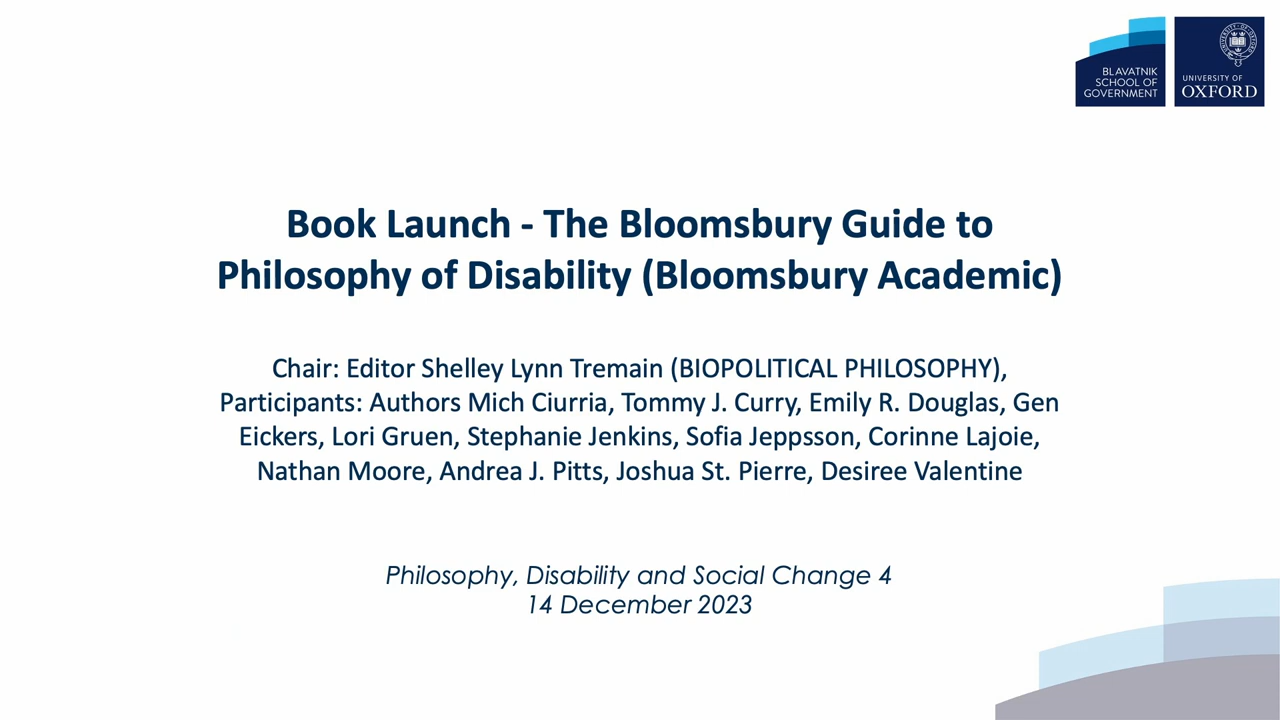 BLAVATNIK
SCHOOL OF
GOVERNMENT
UNIVERSITY OF
OXFORD
Book Launch - The Bloomsbury Guide to
Philosophy of Disability (Bloomsbury Academic)
Chair: Editor Shelley Lynn Tremain (BIOPOLITICAL PHILOSOPHY),
Participants: Authors Mich Ciurria, Tommy J. Curry, Emily R. Douglas, Gen
Eickers, Lori Gruen, Stephanie Jenkins, Sofia Jeppsson, Corinne Lajoie,
Nathan Moore, Andrea J. Pitts, Joshua St. Pierre, Desiree Valentine
Philosophy, Disability and Social Change 4
14 December 2023